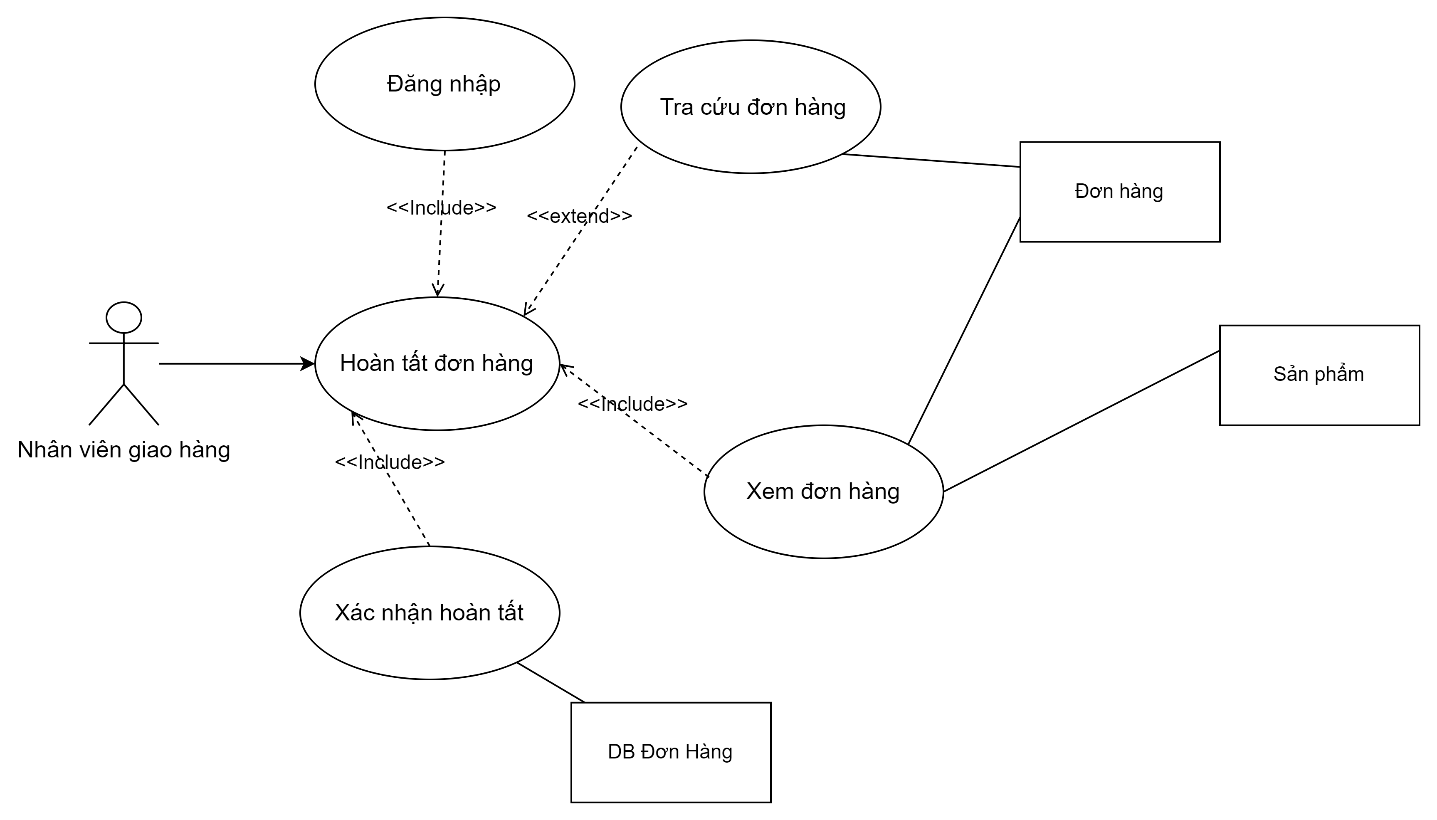 Đăng nhập
Tra cứu đơn hàng
Đơn hàng
<<Include>>
<<extend>>
Hoàn tất đơn hàng
Sản phẩm
<<Include>>
Nhân viên giao hàng
<<Include>>
Xem đơn hàng
Xác nhận hoàn tất
DB Đơn Hàng